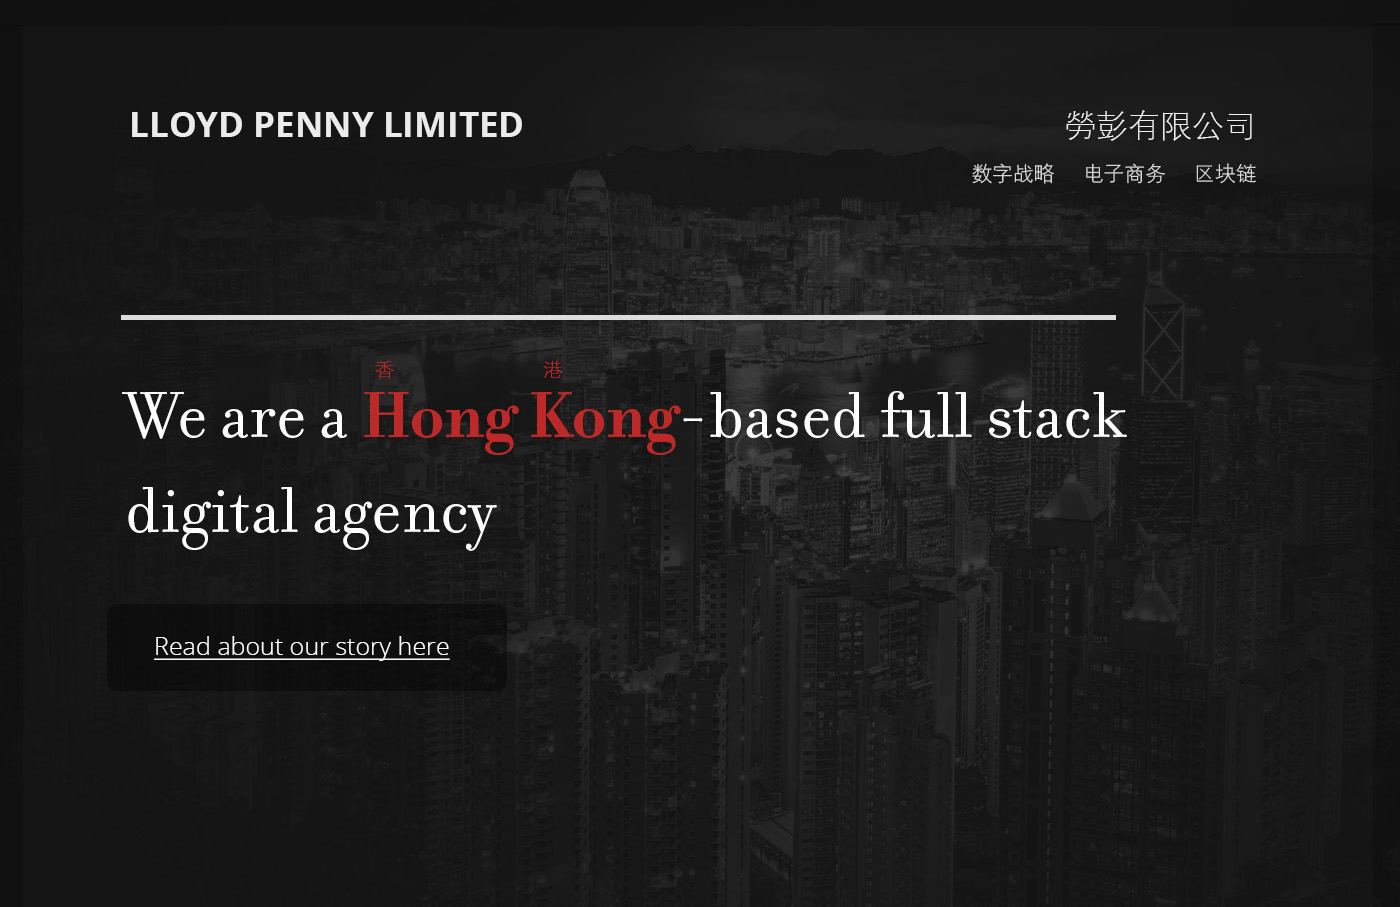 LLOYD PENNY LIMITED
勞彭有限公司
数字战略 电子商务 区块链
香 港
We are a Hong Kong-based full stack
digital agency
Read about our story here